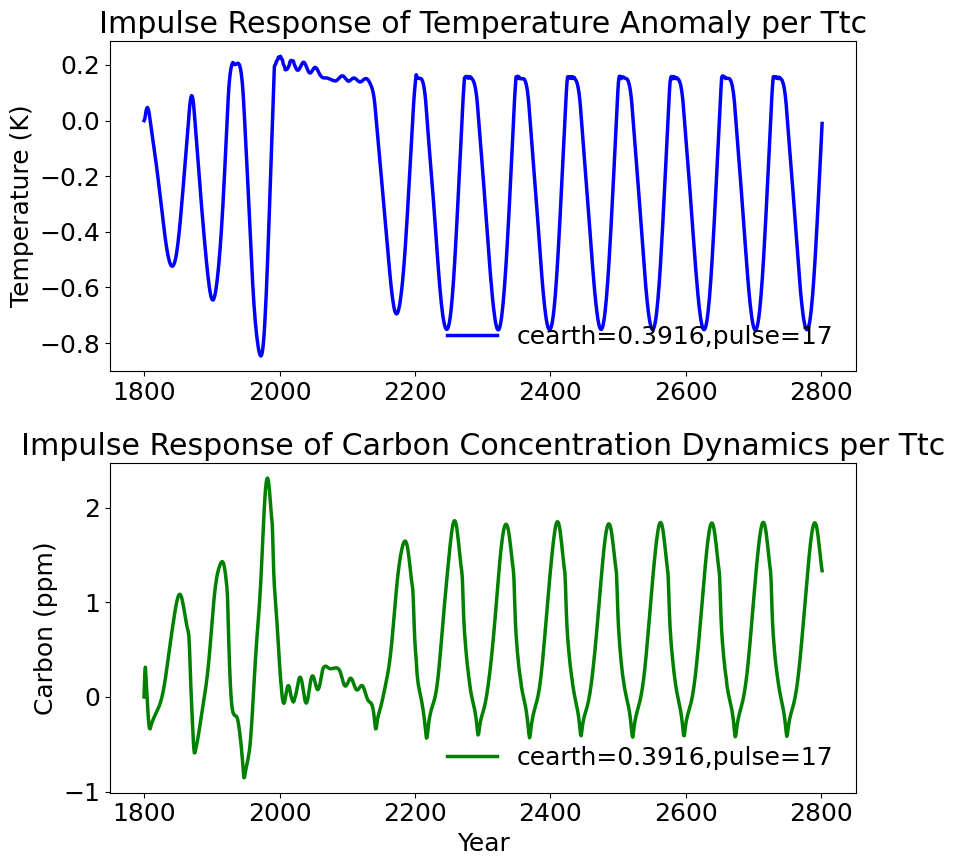 Impulse Response of Temperature Anomaly per Ttc
Temperature (K)
0.2
0.0
−0.2
−0.4
−0.6
−0.8
cearth=0.3916,pulse=17
1800 2000 2200 2400 2600 2800
Impulse Response of Carbon Concentration Dynamics per Ttc
Carbon (ppm)
2
1
0
−1
cearth=0.3916,pulse=17
1800 2000 2200 2400 2600 2800
Year